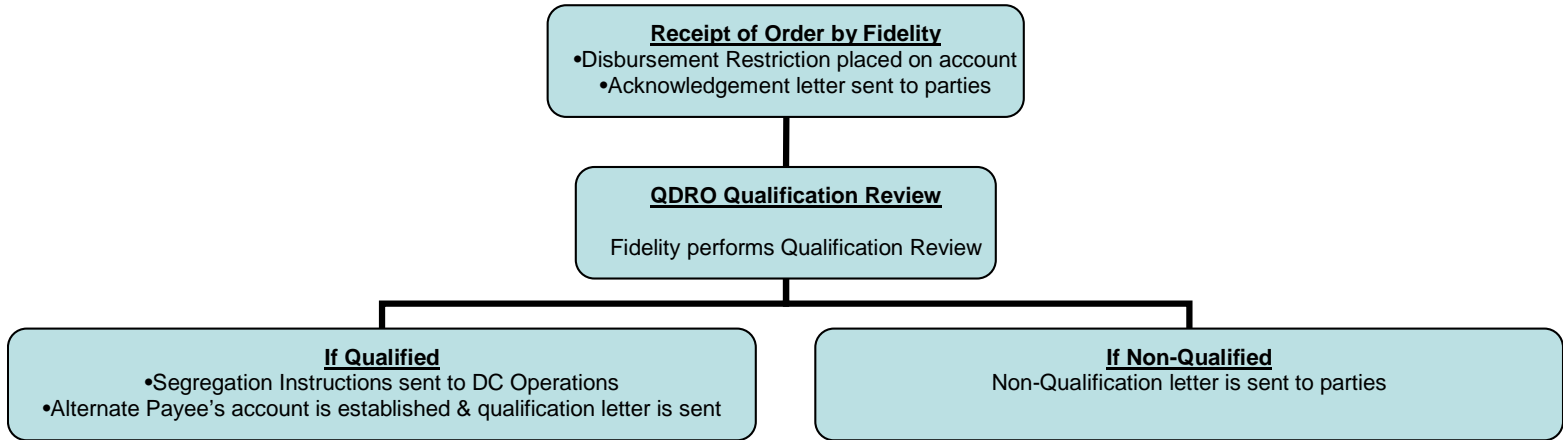 Receipt of Order by Fidelity
•Disbursement Restriction placed on account
•Acknowledgement letter sent to parties
QDRO Qualification Review
Fidelity performs Qualification Review
If Qualified
•Segregation Instructions sent to DC Operations
•Alternate Payee's account is established & qualification letter is sent
If Non-Qualified
Non-Qualification letter is sent to parties